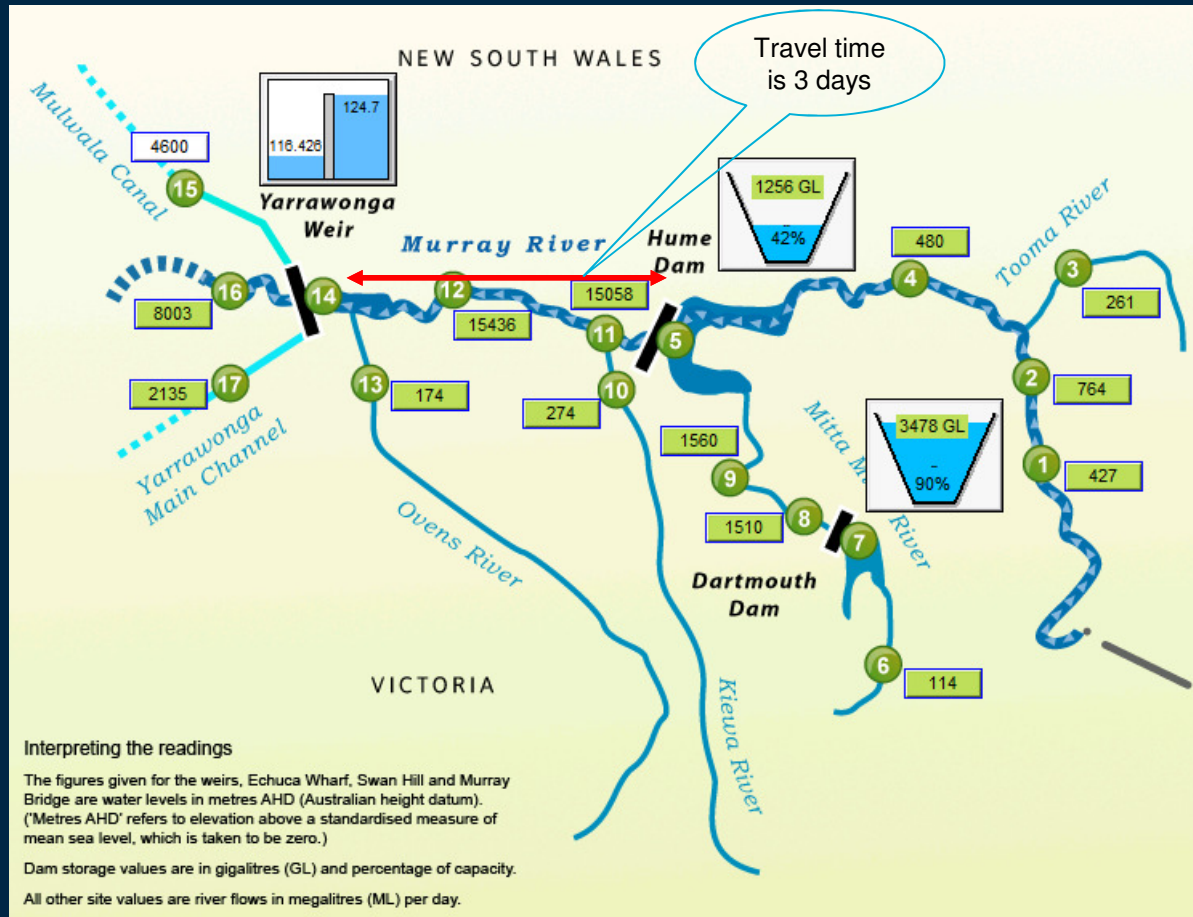 NEW SOUTH WALES
Travel time
is 3 days
Mulwala Canal
4600
15
116.426
124.7
Yarrawonga
Weir
Murray River
Hume
Dam
1256 GL
42%
480
4
Tooma River
3
261
16
8003
14
12
15436
15058
11
5
2
764
2135
17
13
174
10
274
Yarrawonga
Main Channel
1560
9
Mitta M River
3478 GL
90%
1
427
1510
8
7
Dartmouth
Dam
Ovens River
Kiewa River
6
114
VICTORIA
Interpreting the readings
The figures given for the weirs, Echuca Wharf, Swan Hill and Murray
Bridge are water levels in metres AHD (Australian height datum).
('Metres AHD' refers to elevation above a standardised measure of
mean sea level, which is taken to be zero.)
Dam storage values are in gigalitres (GL) and percentage of capacity.
All other site values are river flows in megalitres (ML) per day.